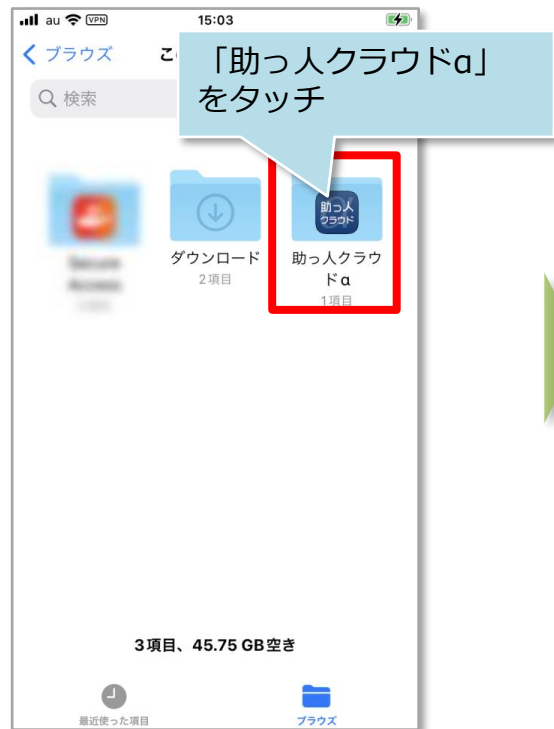 au VPN 15:03
ブラウズ
「助っ人クラウドα」
をタッチ
検索
助っ人
クラウド
ダウンロード
2項目
助っ人クラウ
ドα
1項目
3項目、45.75 GB空き
最近使った項目
ブラウズ